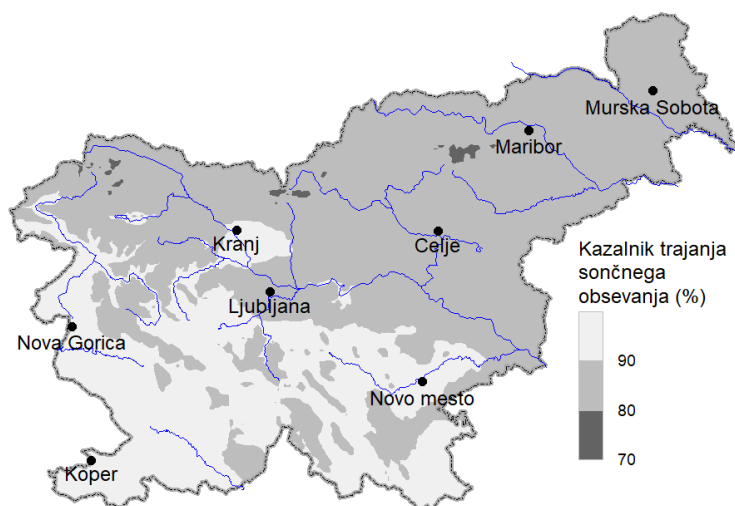 Murska Sobota
Maribor
Kranj
Celje
Ljubljana
Nova Gorica
Novo mesto
Koper
Kazalnik trajanja
sončnega
obsevanja (%)
90
80
70